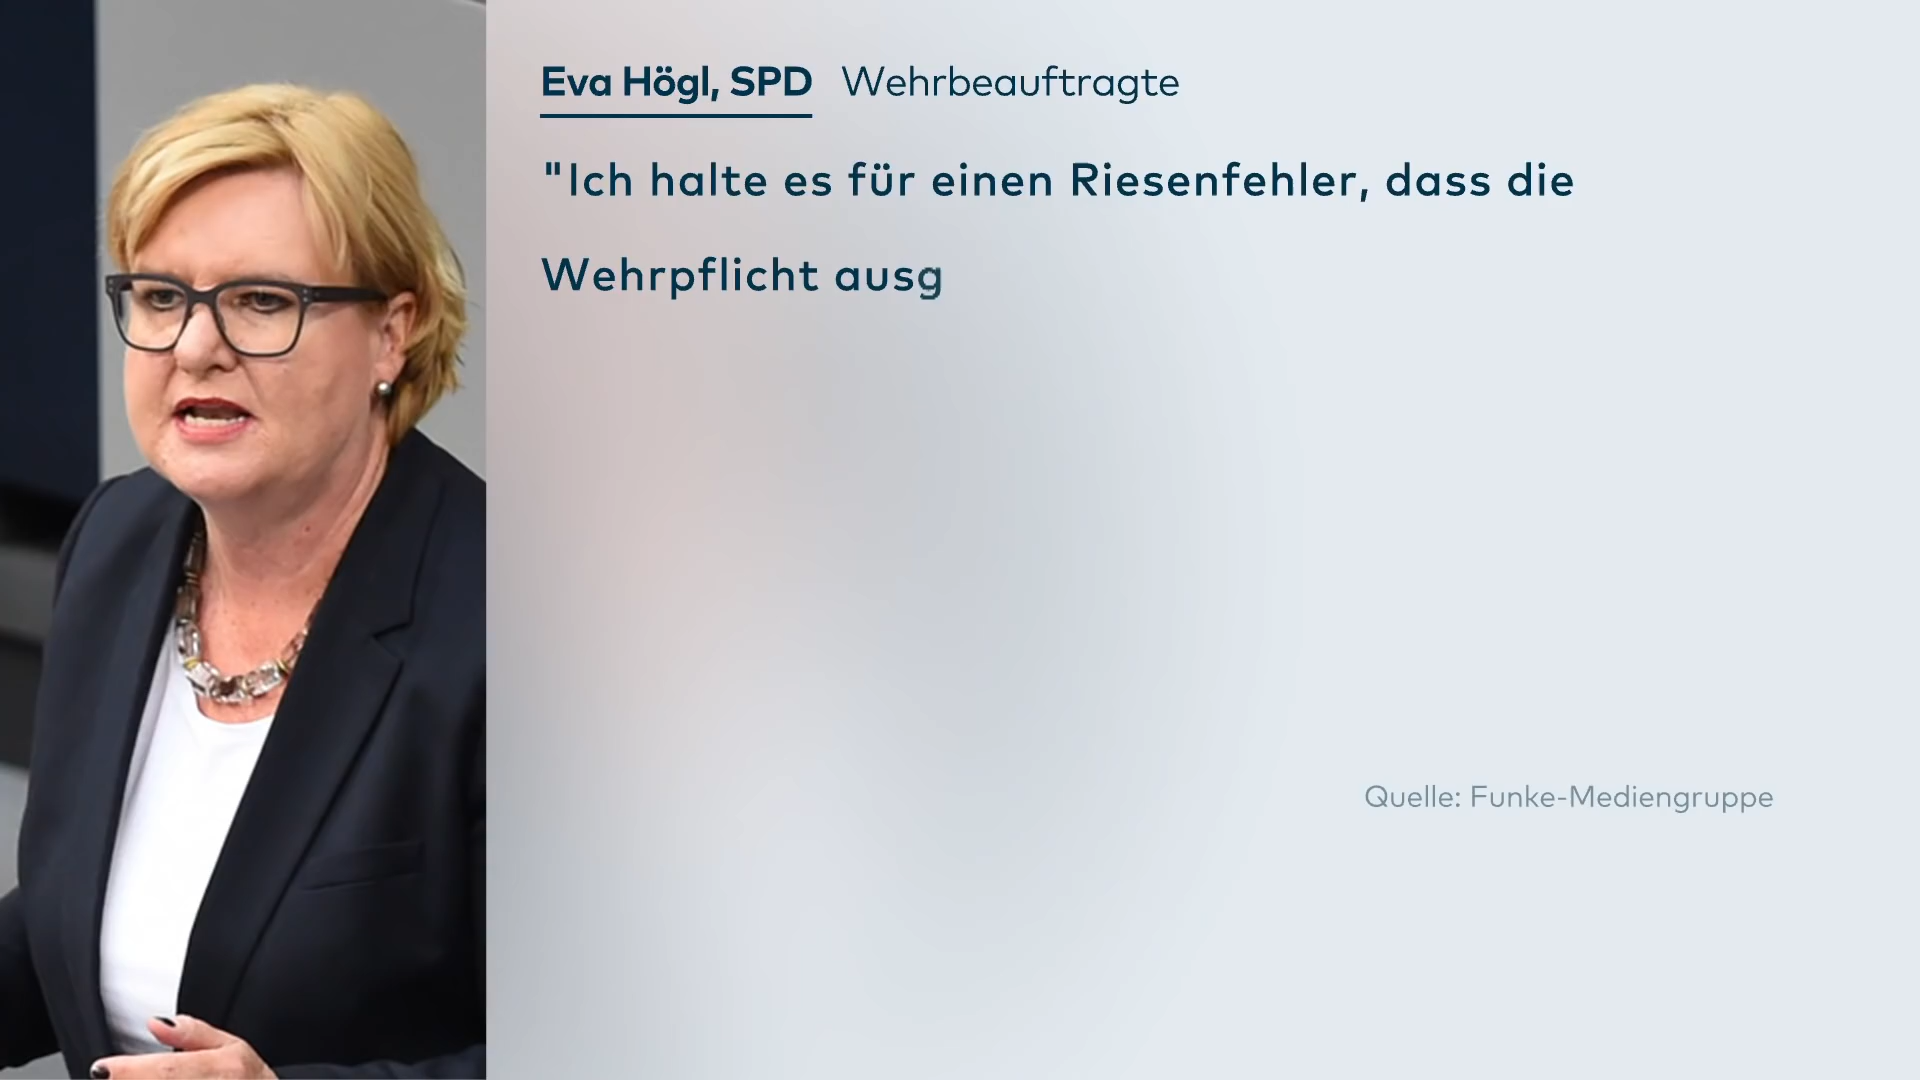 Eva Högl, SPD Wehrbeauftragte
"Ich halte es für einen Riesenfehler, dass die
Wehrpflicht ausg
Quelle: Funke-Mediengruppe